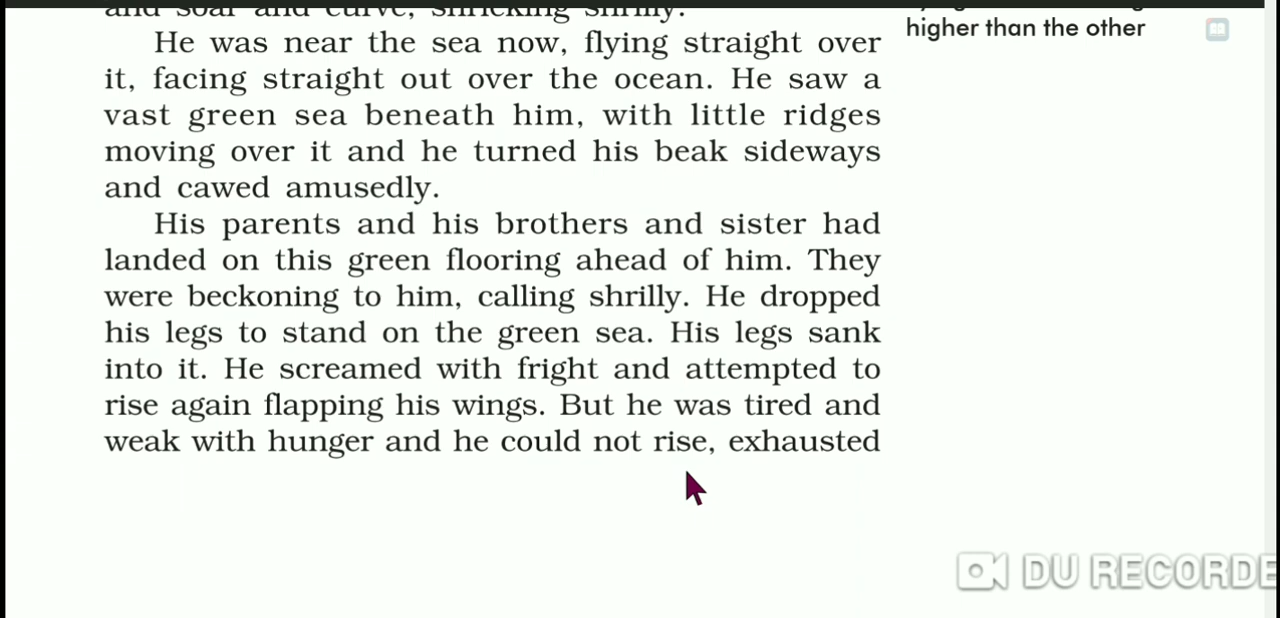 and soar and curve, shrieking shrilly.
He was near the sea now, flying straight over
it, facing straight out over the ocean. He saw a
vast green sea beneath him, with little ridges
moving over it and he turned his beak sideways
and cawed amusedly.
His parents and his brothers and sister had
landed on this green flooring ahead of him. They
were beckoning to him, calling shrilly. He dropped
his legs to stand on the green sea. His legs sank
into it. He screamed with fright and attempted to
rise again flapping his wings. But he was tired and
weak with hunger and he could not rise, exhausted
higher than the other
DU RECORDE